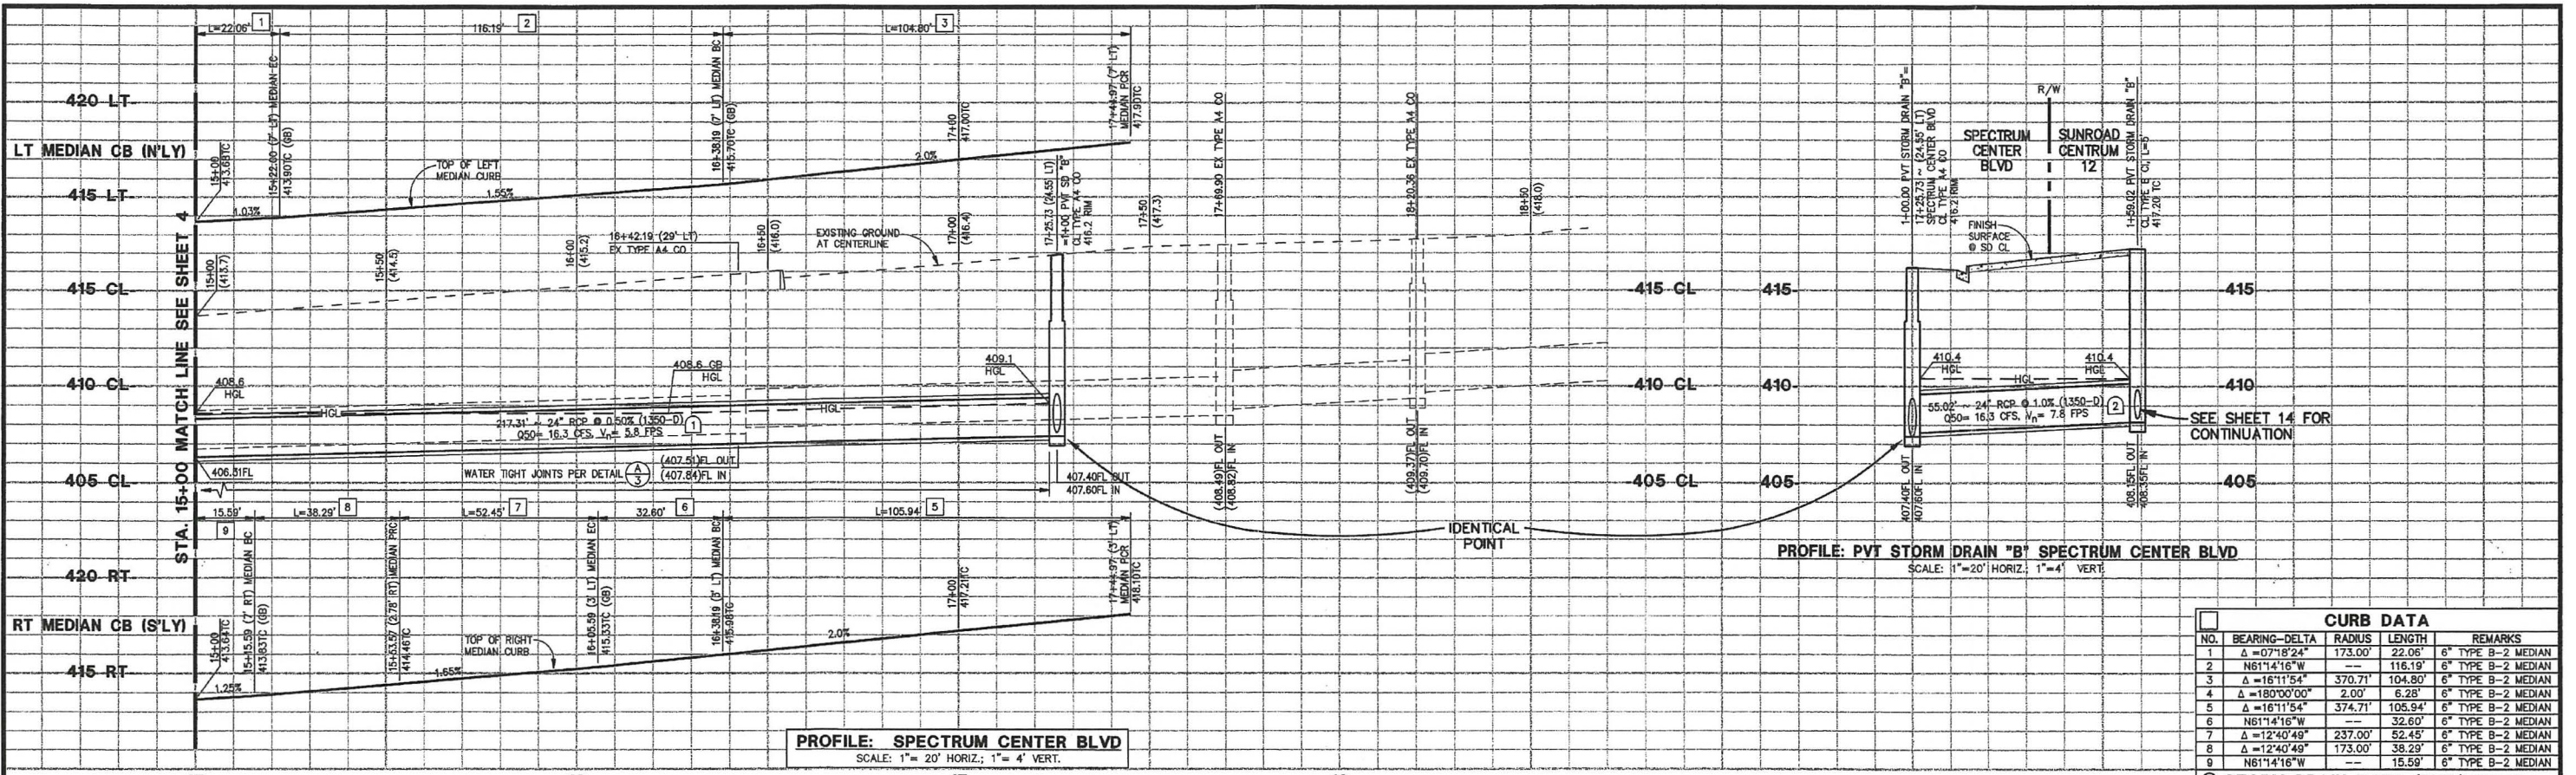 L=22.06' 1
116.19' 2
L=104.80' 3
420 LT
LT MEDIAN CB (N'LY)
415 LT
15+00
413.68TC
1.03%
15+22.00 (7' LT) MEDIAN EC
413.90TC (GB)
TOP OF LEFT
MEDIAN CURB
1.55%
16+38.19 (7' LT) MEDIAN BC
415.70TC (GB)
2.0%
17+00
417.00TC
17+44.97 (7' LT)
MEDIAN PCR
417.90TC
STA. 15+00 MATCH LINE SEE SHEET 4
415 CL
410 CL
405 CL
15+00
(413.7)
15+50
(414.5)
16+00
(415.2)
16+42.19 (29' LT)
EX TYPE A4 CO
16+50
(416.0)
EXISTING GROUND
AT CENTERLINE
17+00
(416.4)
17+25.73 (24.55 LT)
=1+00 PVT SD "B"
CL TYPE A4 CO
416.2 RIM
17+50
(417.3)
17+99.90 EX TYPE A4 CO
18+20.36 EX TYPE A4 CO
18+50
(418.0)
408.6
HGL
HGL
408.6 GB
HGL
HGL
409.1
HGL
217.31' ~ 24" RCP @ 0.50% (1350-D) 1
Q50= 16.3 CFS, Vn= 5.8 FPS
406.31FL
WATER TIGHT JOINTS PER DETAIL A
3
(407.51)FL OUT
(407.84)FL IN
407.40FL OUT
407.60FL IN
(408.49)FL OUT
(408.82)FL IN
(409.37)FL OUT
(409.70)FL IN
415 CL
410 CL
405 CL
IDENTICAL
POINT
15.59'
9
L=38.29' 8
L=52.45' 7
32.60' 6
L=105.94' 5
420 RT
RT MEDIAN CB (S'LY)
415 RT
15+00
413.64TC
1.25%
15+15.59 (7' RT) MEDIAN BC
413.83TC (GB)
15+53.57 (2.78' RT) MEDIAN PRC
414.46TC
1.65%
TOP OF RIGHT
MEDIAN CURB
16+05.59 (3' LT) MEDIAN EC
415.33TC (GB)
16+38.19 (3' LT) MEDIAN BC
415.98TC
2.0%
17+00
417.21TC
17+44.97 (3' LT)
MEDIAN PCR
418.10TC
PROFILE: SPECTRUM CENTER BLVD
SCALE: 1"= 20' HORIZ.; 1"= 4' VERT.
415
410
405
1-00.00 PVT STORM DRAIN "B"=
17+25.73 ~ (24.55' LT)
SPECTRUM CENTER BLVD
CL TYPE A4 CO
416.2 RIM
R/W
SPECTRUM
CENTER
BLVD
SUNROAD
CENTRUM
12
1+59.02 PVT STORM DRAIN "B"
CL TYPE B CI, L=5'
417.20 TC
FINISH
SURFACE
@ SD CL
410.4
HGL
HGL
410.4
HGL
55.02' ~ 24" RCP @ 1.0% (1350-D) 2
Q50= 16.3 CFS, Vn= 7.8 FPS
407.40FL OUT
407.60FL IN
408.15FL OUT
408.35FL IN
415
410
405
SEE SHEET 14 FOR
CONTINUATION
PROFILE: PVT STORM DRAIN "B" SPECTRUM CENTER BLVD
SCALE: 1"=20' HORIZ.; 1"=4' VERT.
CURB DATA
NO. BEARING-DELTA RADIUS LENGTH REMARKS
1 Δ =07°18'24" 173.00' 22.06' 6" TYPE B-2 MEDIAN
2 N61°14'16"W -- 116.19' 6" TYPE B-2 MEDIAN
3 Δ =16°11'54" 370.71' 104.80' 6" TYPE B-2 MEDIAN
4 Δ =180°00'00" 2.00' 6.28' 6" TYPE B-2 MEDIAN
5 Δ =16°11'54" 374.71' 105.94' 6" TYPE B-2 MEDIAN
6 N61°14'16"W -- 32.60' 6" TYPE B-2 MEDIAN
7 Δ =12°40'49" 237.00' 52.45' 6" TYPE B-2 MEDIAN
8 Δ =12°40'49" 173.00' 38.29' 6" TYPE B-2 MEDIAN
9 N61°14'16"W -- 15.59' 6" TYPE B-2 MEDIAN